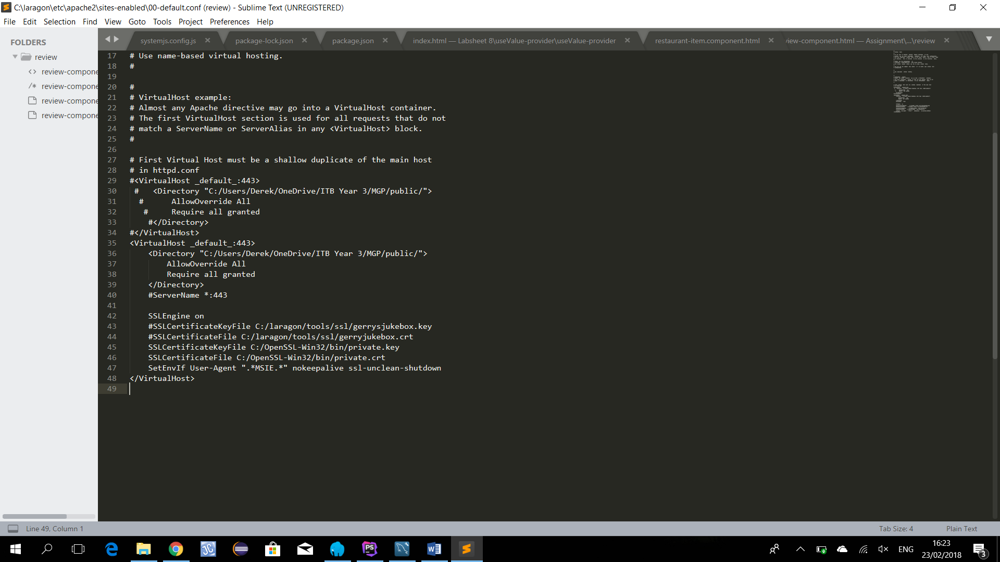 C:\laragon\etc\apache2\sites-enabled\00-default.conf (review) - Sublime Text (UNREGISTERED)
File Edit Selection Find View Goto Tools Project Preferences Help
FOLDERS
review
<> review-compone
/* review-compone
review-compone
review-compone
systemjs.config.js
package-lock.json
package.json
index.html — Labsheet 8\useValue-provider\useValue-provider
restaurant-item.component.html
iew-component.html — Assignment\...\review
17 # Use name-based virtual hosting.
18 #
19
20 #
21 # VirtualHost example:
22 # Almost any Apache directive may go into a VirtualHost container.
23 # The first VirtualHost section is used for all requests that do not
24 # match a ServerName or ServerAlias in any <VirtualHost> block.
25 #
26
27 # First Virtual Host must be a shallow duplicate of the main host
28 # in httpd.conf
29 #<VirtualHost _default_:443>
30  #   <Directory "C:/Users/Derek/OneDrive/ITB Year 3/MGP/public/">
31   #      AllowOverride All
32    #     Require all granted
33     #</Directory>
34 #</VirtualHost>
35 <VirtualHost _default_:443>
36     <Directory "C:/Users/Derek/OneDrive/ITB Year 3/MGP/public/">
37         AllowOverride All
38         Require all granted
39     </Directory>
40     #ServerName *:443
41
42     SSLEngine on
43     #SSLCertificateKeyFile C:/laragon/tools/ssl/gerrysjukebox.key
44     #SSLCertificateFile C:/laragon/tools/ssl/gerryjukebox.crt
45     SSLCertificateKeyFile C:/OpenSSL-Win32/bin/private.key
46     SSLCertificateFile C:/OpenSSL-Win32/bin/private.crt
47     SetEnvIf User-Agent ".*MSIE.*" nokeepalive ssl-unclean-shutdown
48 </VirtualHost>
49
Line 49, Column 1
Tab Size: 4
Plain Text
JC
PS
W
ENG
16:23
23/02/2018
3